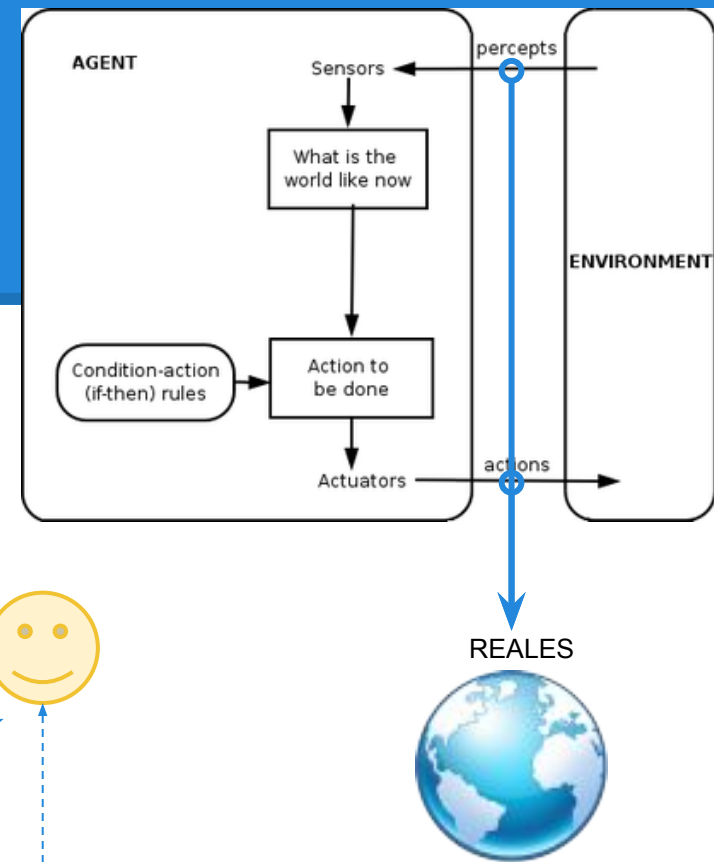 AGENT
Sensors
percepts
What is the
world like now
ENVIRONMENT
Condition-action
(if-then) rules
Action to
be done
Actuators
actions
REALES